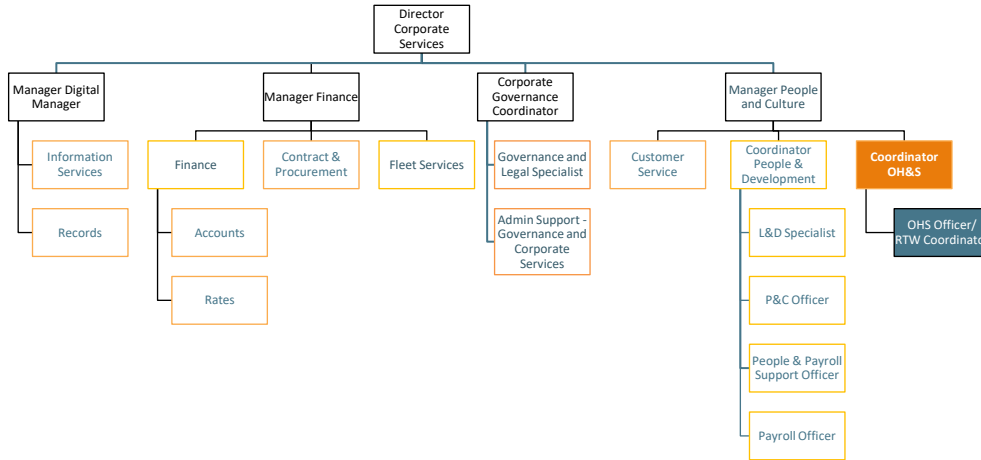 Director
Corporate
Services
Manager Digital
Manager
Manager Finance
Corporate
Governance
Coordinator
Manager People
and Culture
Information
Services
Finance
Contract &
Procurement
Fleet Services
Governance and
Legal Specialist
Customer
Service
Coordinator
People &
Development
Coordinator
OH&S
Records
Accounts
Admin Support -
Governance and
Corporate
Services
L&D Specialist
OHS Officer/
RTW Coordinator
Rates
P&C Officer
People & Payroll
Support Officer
Payroll Officer